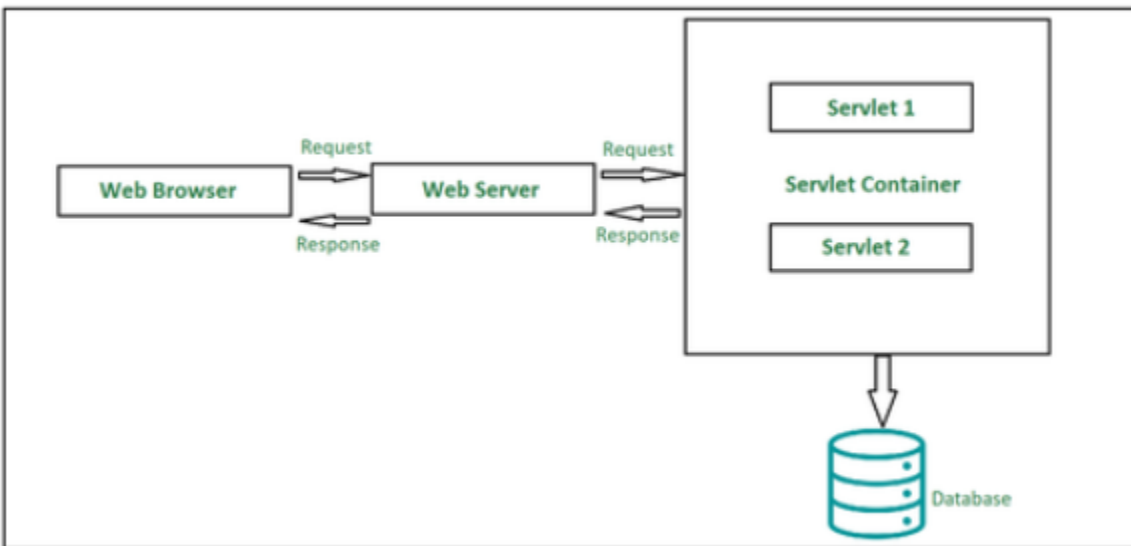 Servlet 1
Request
Request
Web Browser
Web Server
Servlet Container
Response
Response
Servlet 2
Database